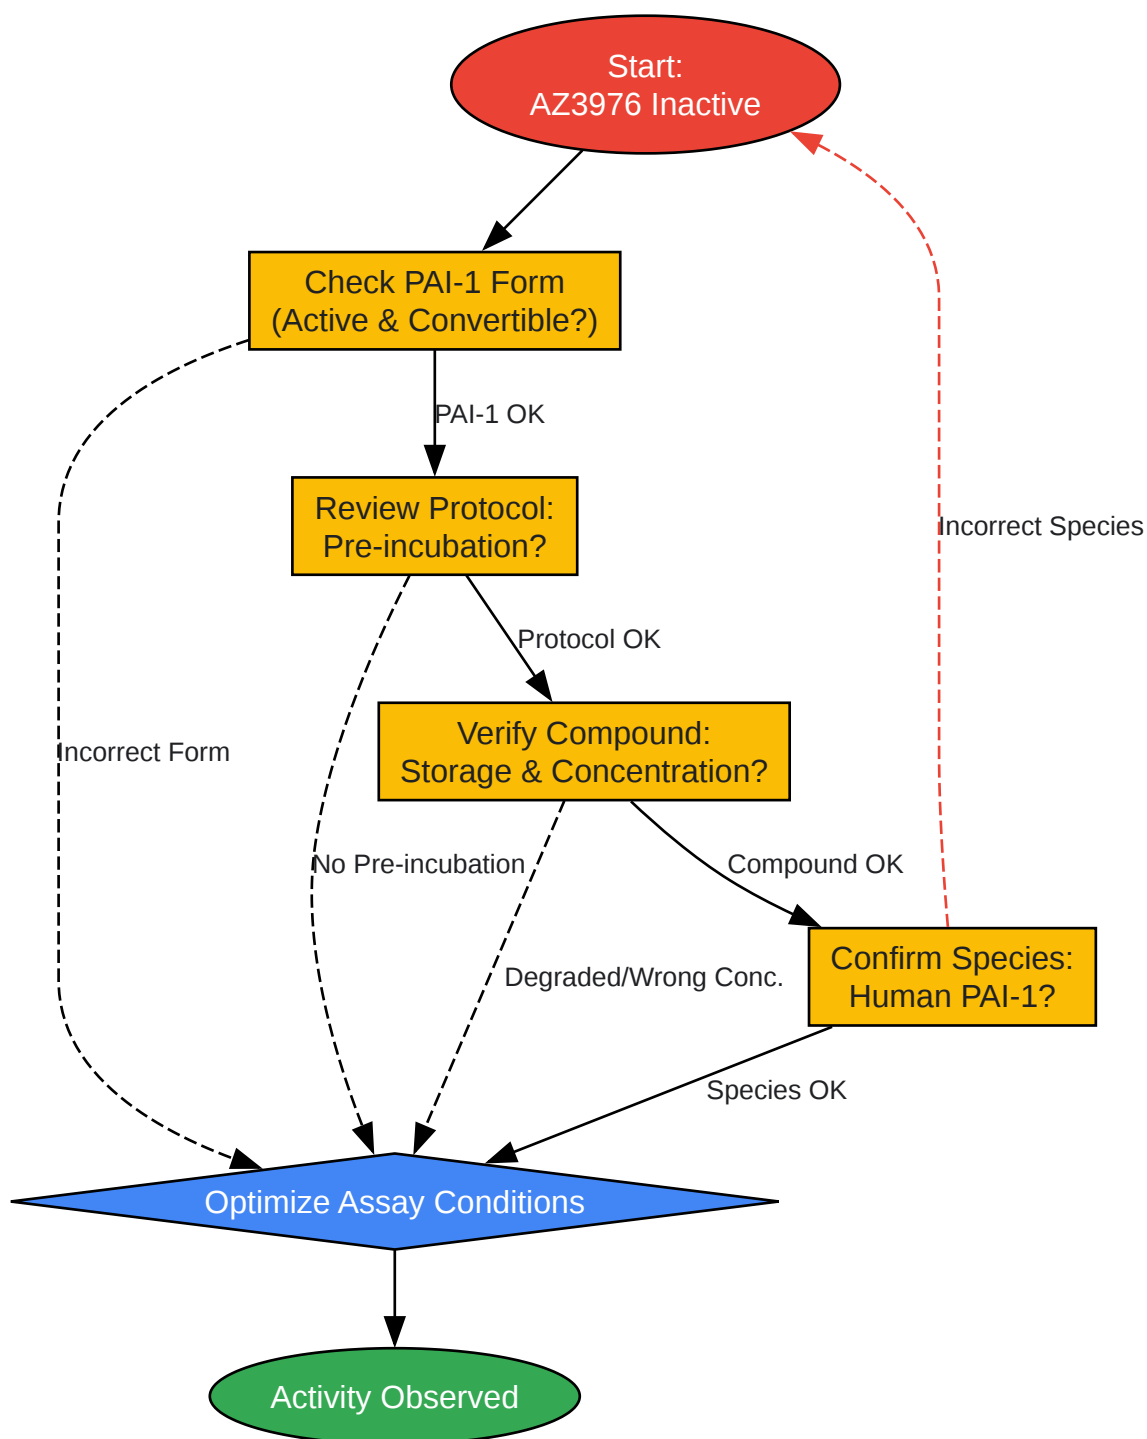 Start:
AZ3976 Inactive
Check PAI-1 Form
(Active & Convertible?)
PAI-1 OK
Review Protocol:
Pre-incubation?
Incorrect Species
Protocol OK
Verify Compound:
Storage & Concentration?
Incorrect Form
No Pre-incubation
Compound OK
Confirm Species:
Human PAI-1?
Degraded/Wrong Conc.
Species OK
Optimize Assay Conditions
Activity Observed